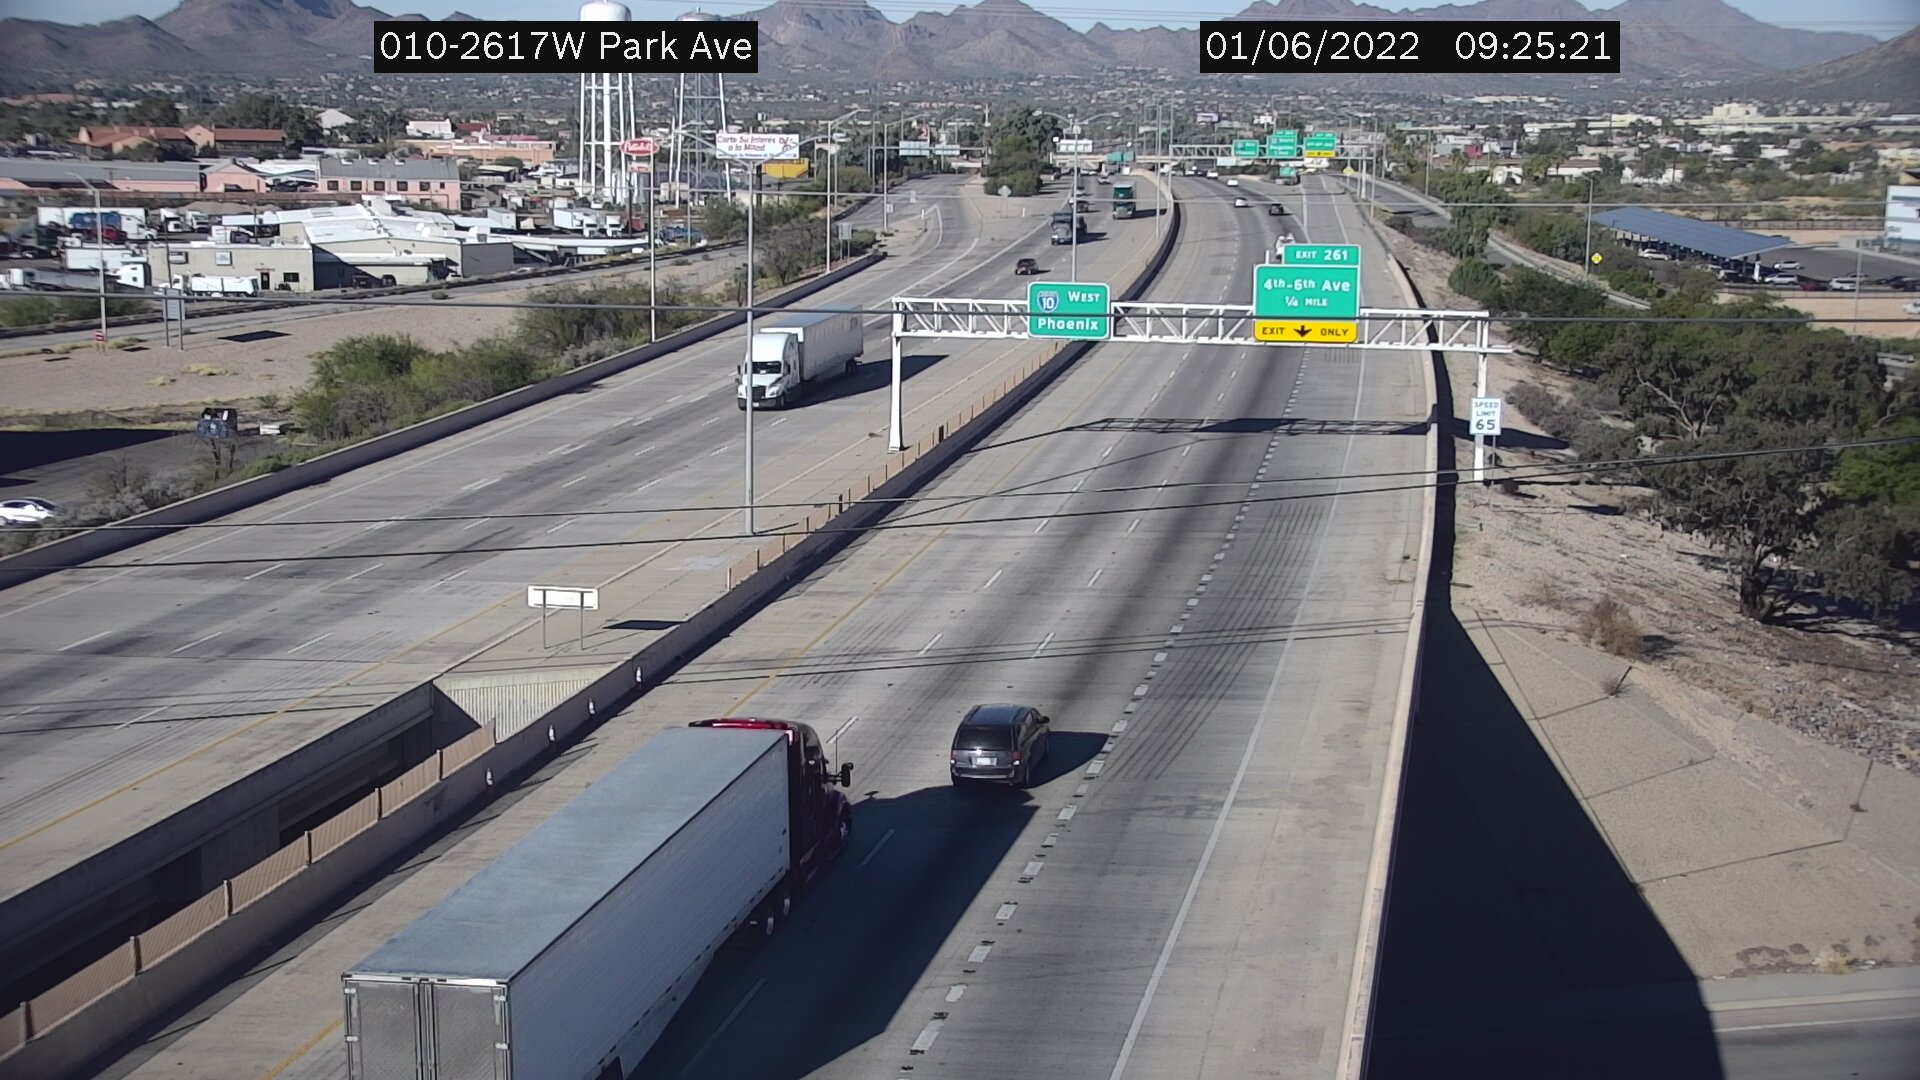 010-2617W Park Ave
01/06/2022 09:25:21
EXIT 261
4th-6th Ave
1/4 MILE
EXIT ONLY
WEST
10
Phoenix
SPEED
LIMIT
65